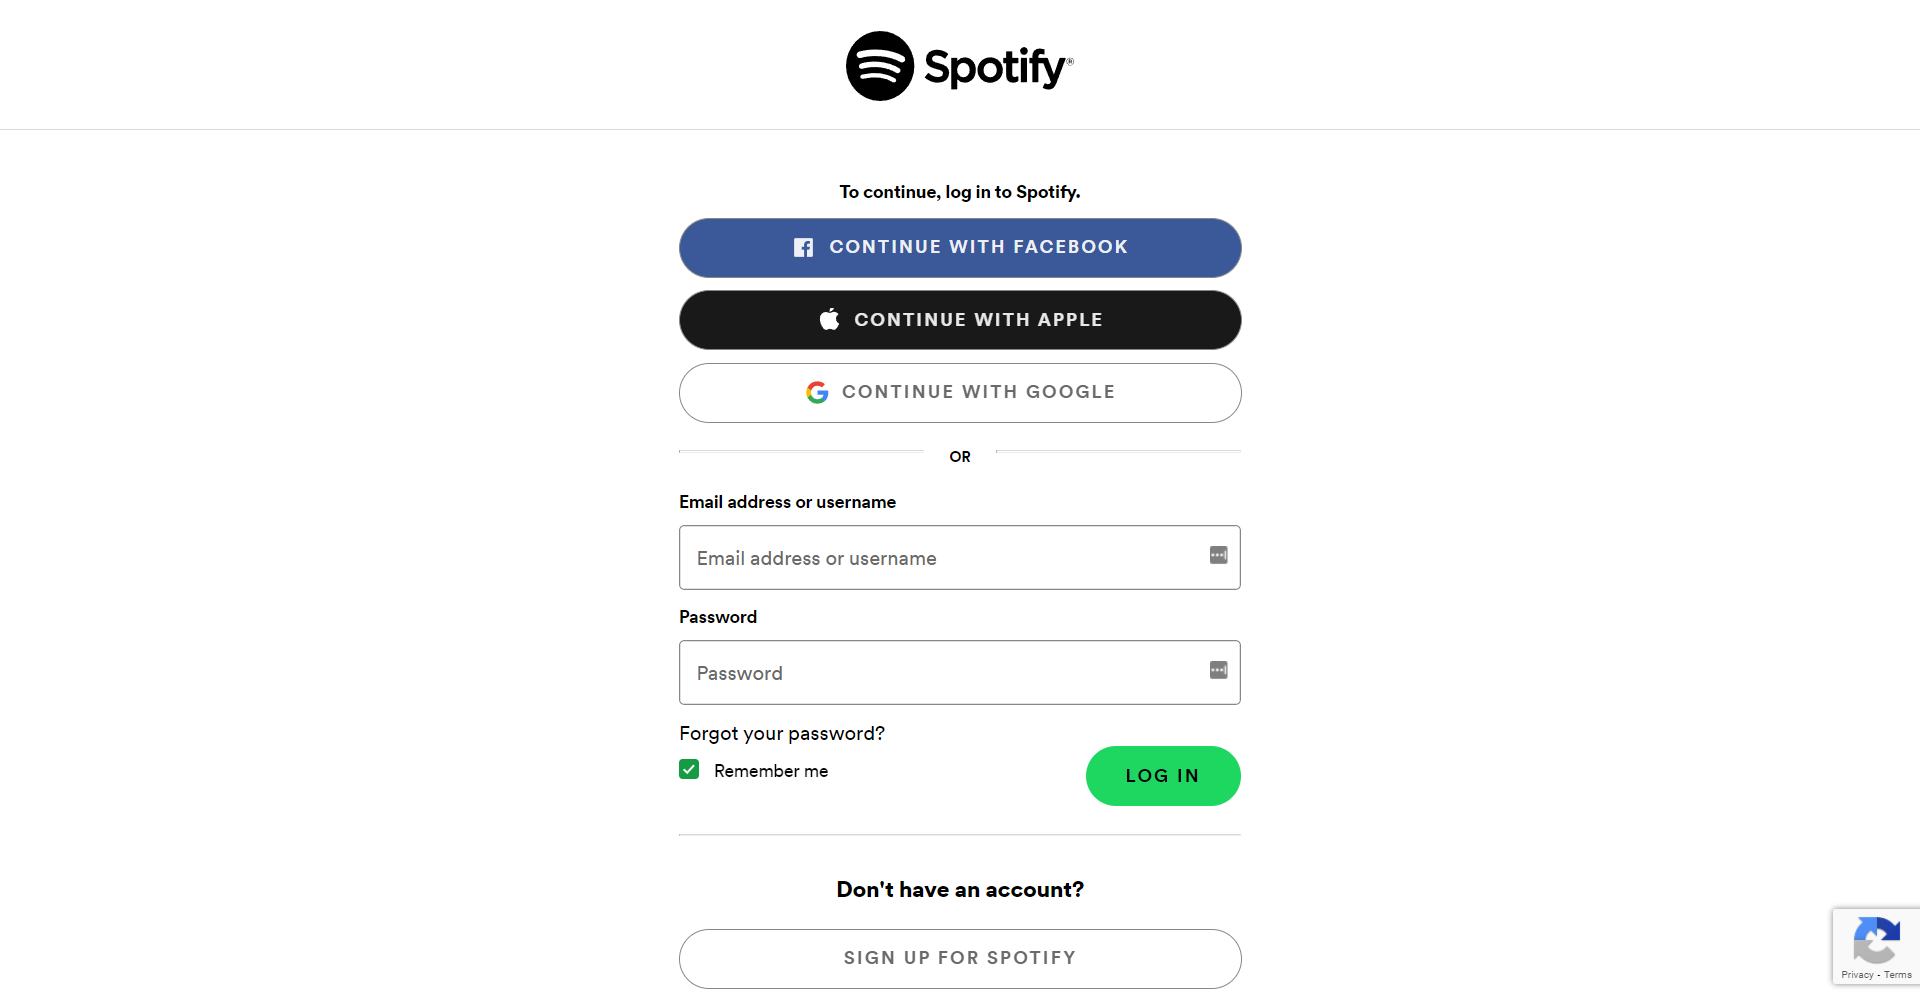 Spotify®
To continue, log in to Spotify.
CONTINUE WITH FACEBOOK
CONTINUE WITH APPLE
CONTINUE WITH GOOGLE
OR
Email address or username
Email address or username
Password
Password
Forgot your password?
Remember me
LOG IN
Don't have an account?
SIGN UP FOR SPOTIFY
Privacy - Terms